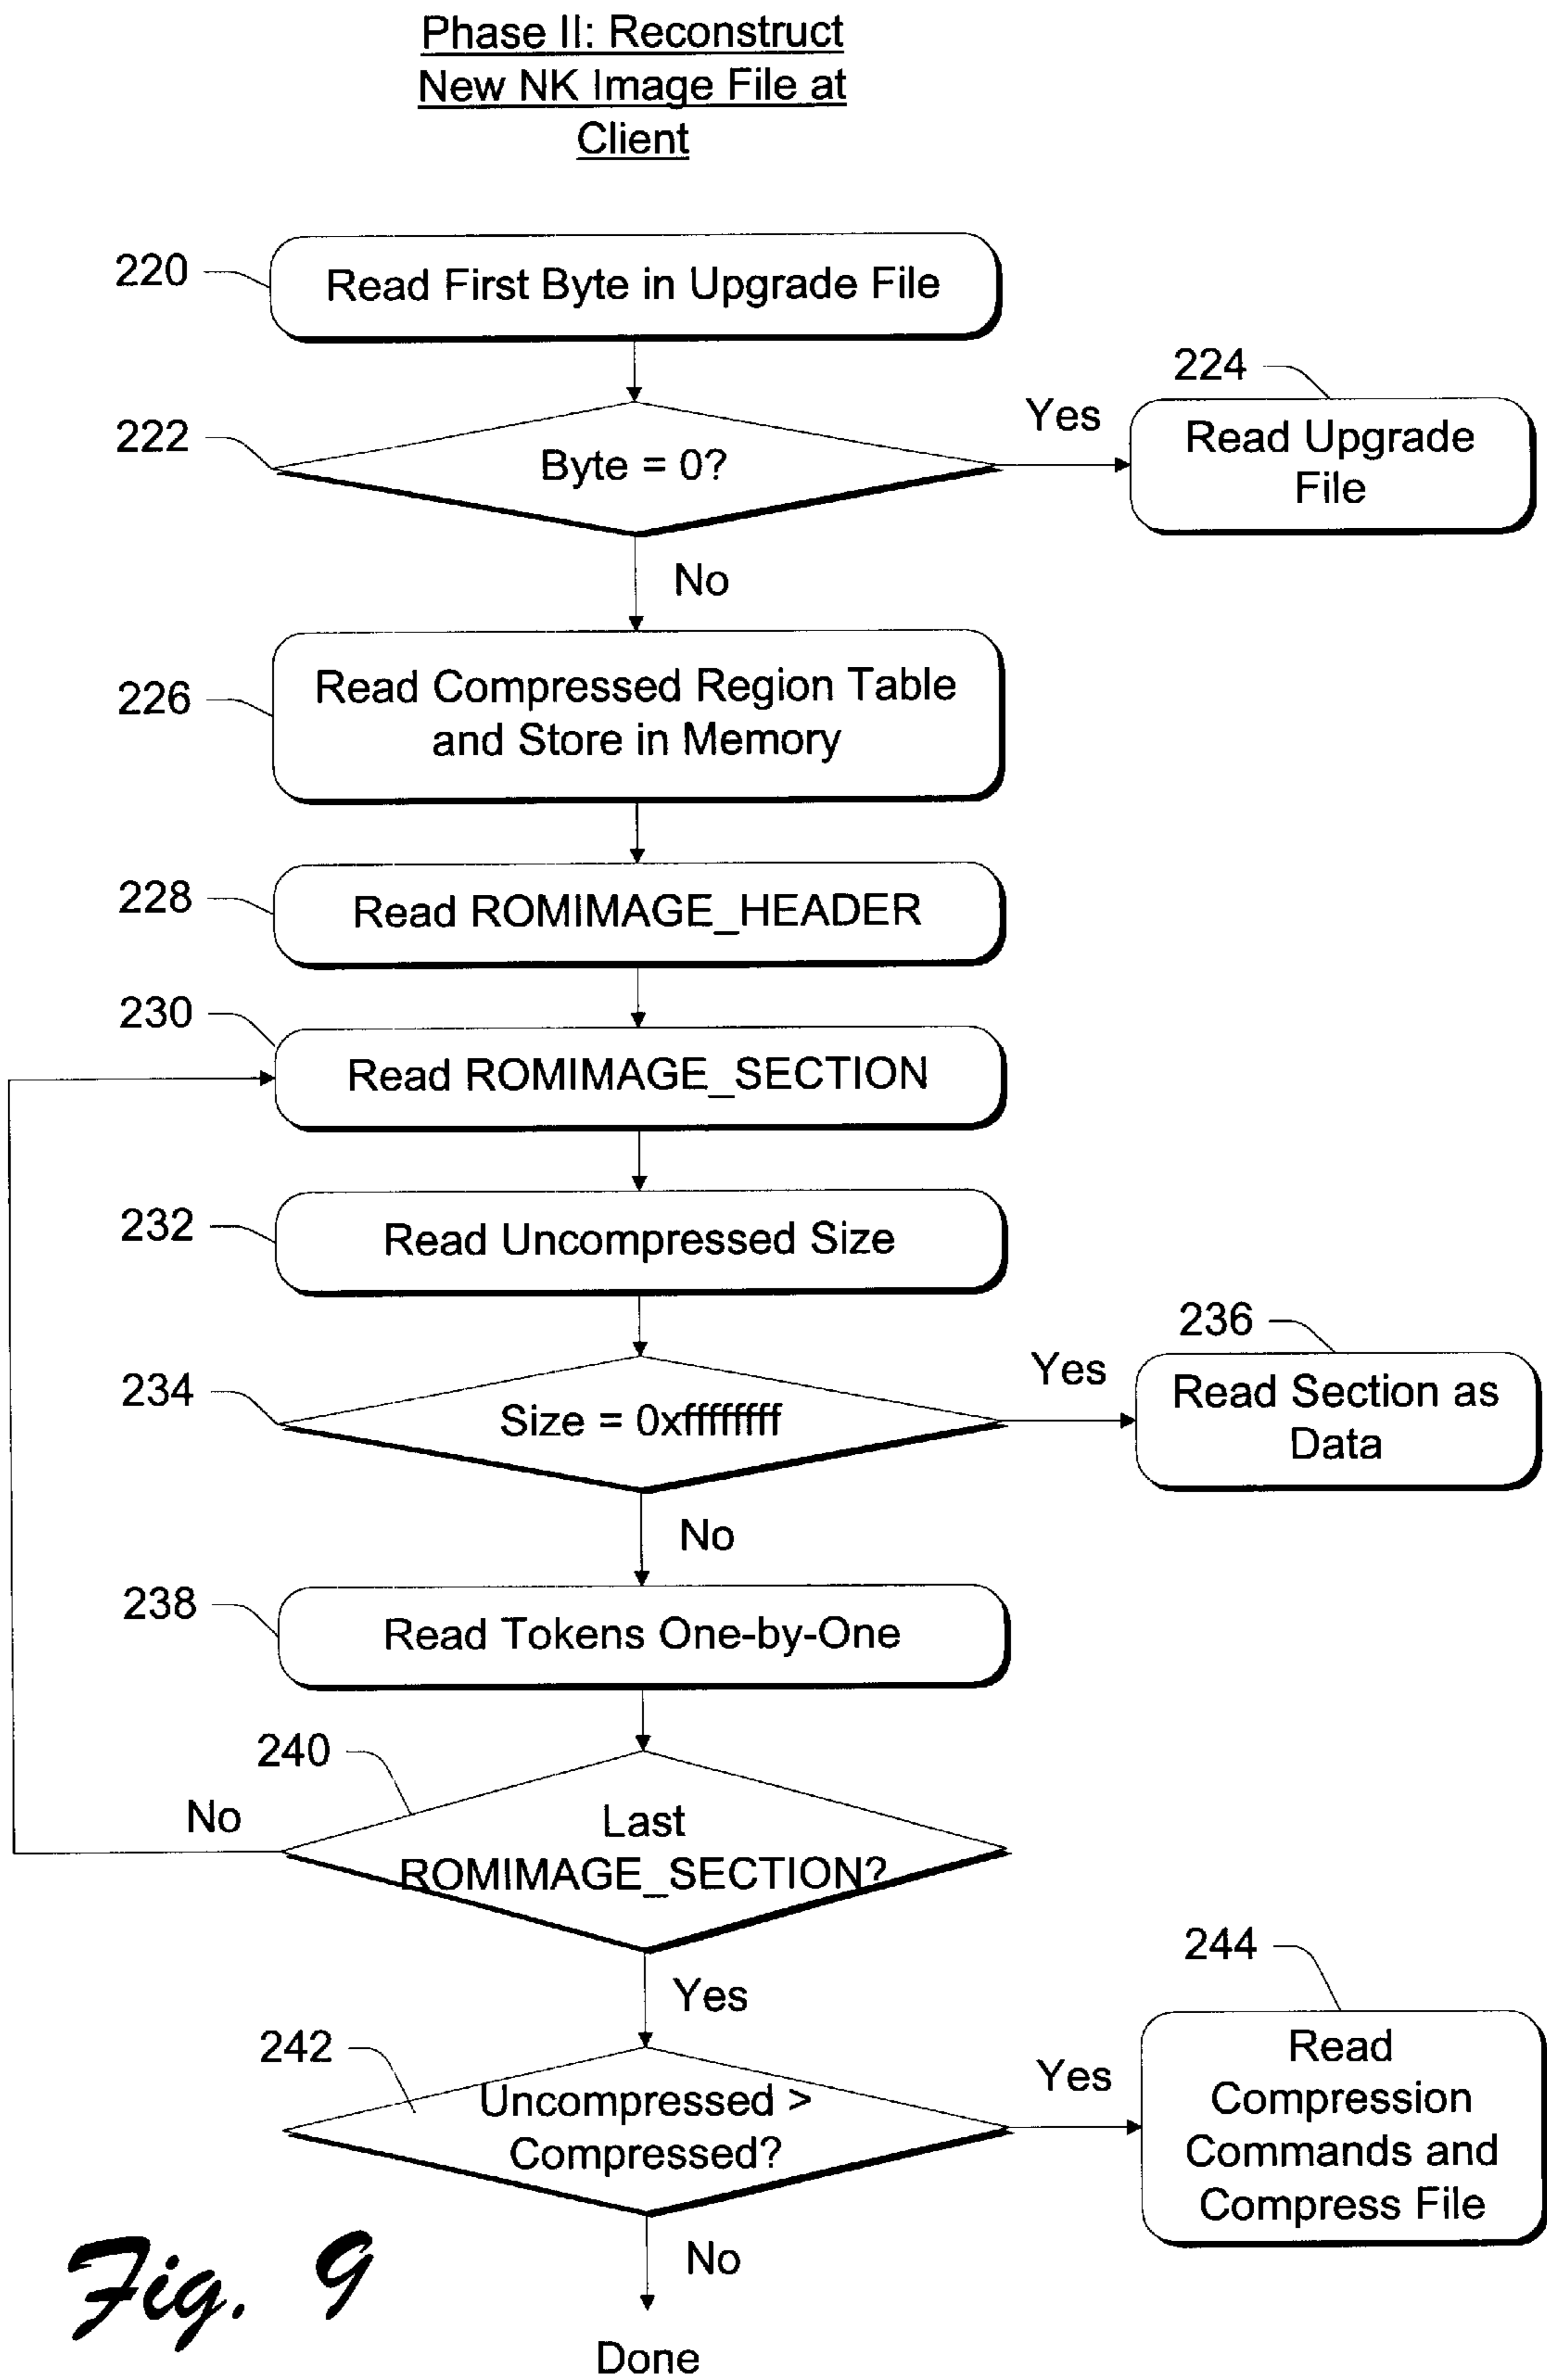 Phase II: Reconstruct
New NK Image File at
Client
220
Read First Byte in Upgrade File
224
222
Byte = 0?
Yes
Read Upgrade
File
No
226
Read Compressed Region Table
and Store in Memory
228
Read ROMIMAGE_HEADER
230
Read ROMIMAGE_SECTION
232
Read Uncompressed Size
236
234
Size = 0xffffffff
Yes
Read Section as
Data
No
238
Read Tokens One-by-One
240
No
Last
ROMIMAGE_SECTION?
244
Yes
242
Uncompressed >
Compressed?
Yes
Read
Compression
Commands and
Compress File
No
Done
Fig. 9